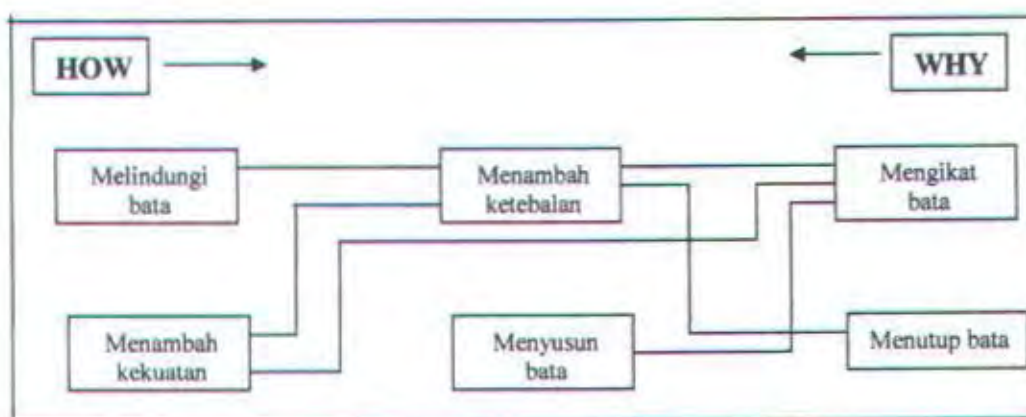 HOW
WHY
Melindungi
bata
Menambah
ketebalan
Mengikat
bata
Menambah
kekuatan
Menyusun
bata
Menutup bata